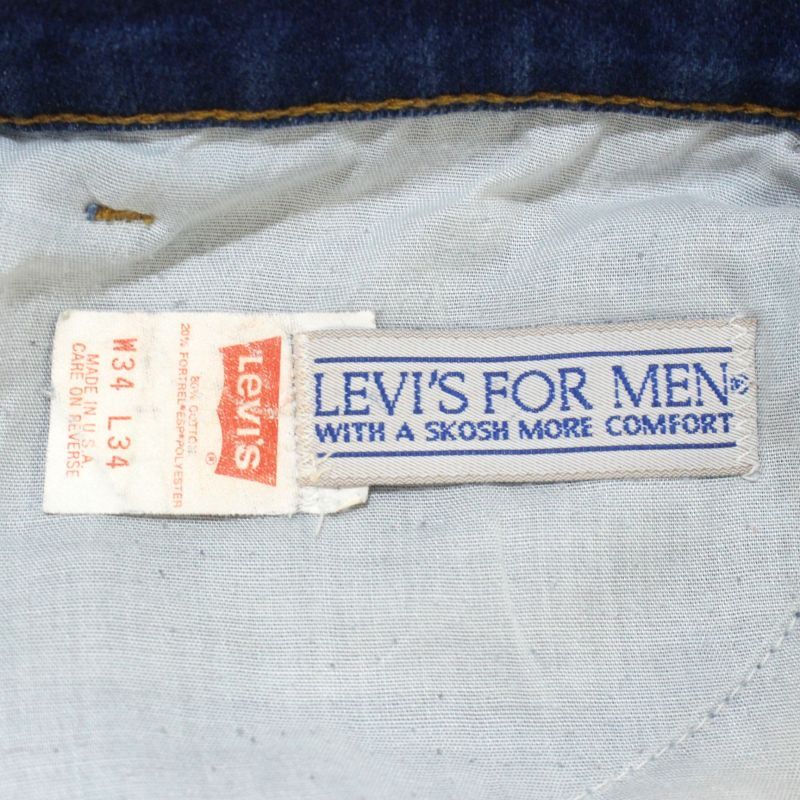 LEVI'S
®
80% COTTON
20% FORTREL® ESP® POLYESTER
W34 L34
MADE IN U.S.A.
CARE ON REVERSE
LEVI'S FOR MEN®
WITH A SKOSH MORE COMFORT